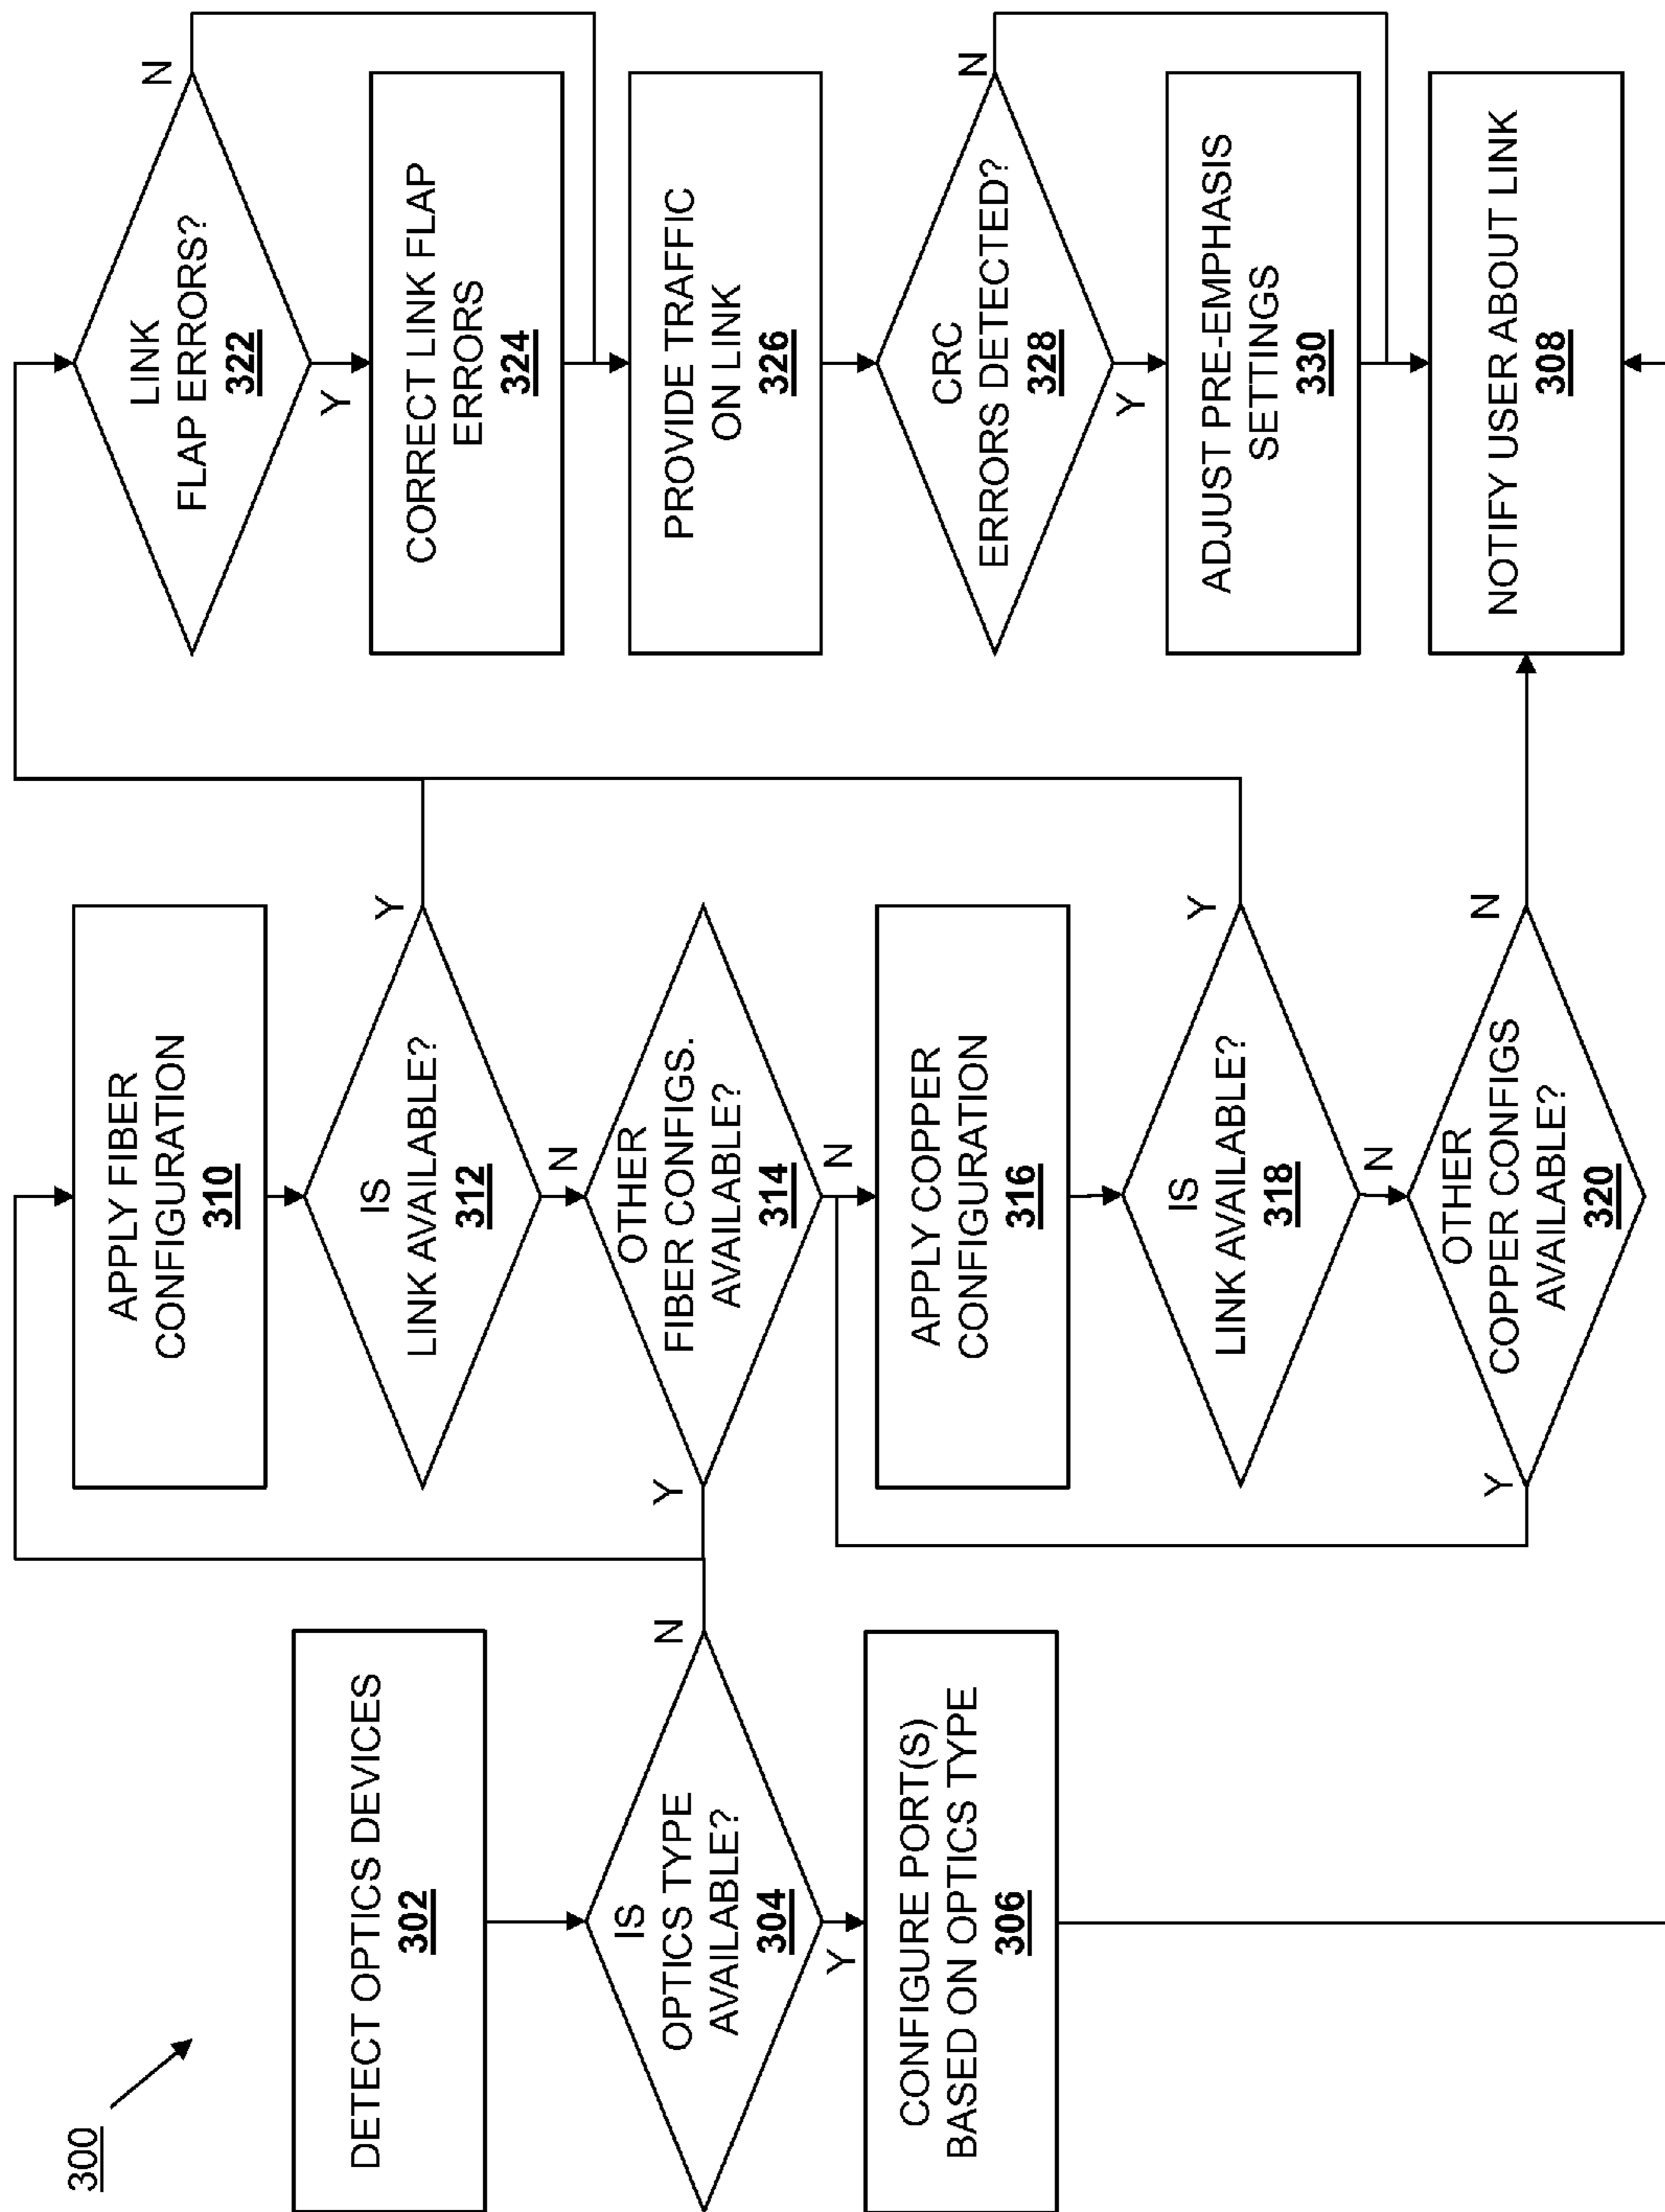 300
DETECT OPTICS DEVICES
302
IS
OPTICS TYPE
AVAILABLE?
304
N
Y
CONFIGURE PORT(S)
BASED ON OPTICS TYPE
306
APPLY FIBER
CONFIGURATION
310
IS
LINK AVAILABLE?
312
Y
N
OTHER
FIBER CONFIGS.
AVAILABLE?
314
Y
N
APPLY COPPER
CONFIGURATION
316
IS
LINK AVAILABLE?
318
Y
N
OTHER
COPPER CONFIGS
AVAILABLE?
320
Y
N
LINK
FLAP ERRORS?
322
N
Y
CORRECT LINK FLAP
ERRORS
324
PROVIDE TRAFFIC
ON LINK
326
CRC
ERRORS DETECTED?
328
N
Y
ADJUST PRE-EMPHASIS
SETTINGS
330
NOTIFY USER ABOUT LINK
308